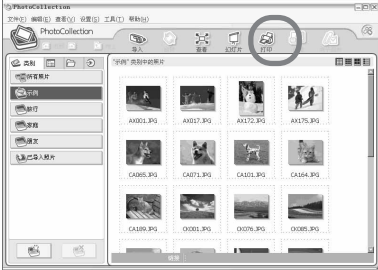 PhotoCollection
文件(F) 编辑(E) 查看(V) 设置(S) 工具(T) 帮助(H)
PhotoCollection
导入 查看 幻灯片 打印
类别
"示例" 类别中的照片
所有照片
示例
旅行
家庭
朋友
已导入照片
AX001.JPG AX017.JPG AX172.JPG AX175.JPG
CA065.JPG CA071.JPG CA101.JPG CA164.JPG
CA189.JPG CK001.JPG CK076.JPG CK085.JPG